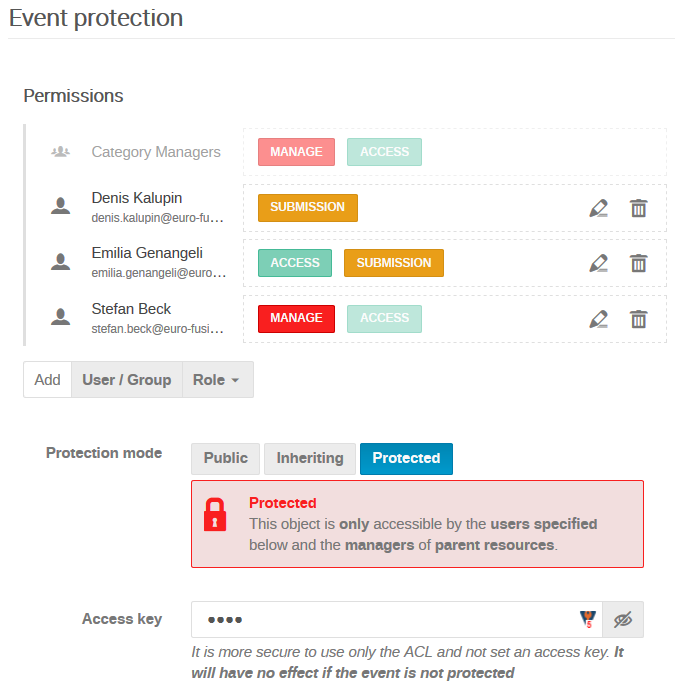 Event protection
Permissions
Category Managers MANAGE ACCESS
Denis Kalupin SUBMISSION
denis.kalupin@euro-fu…
Emilia Genangeli ACCESS SUBMISSION
emilia.genangeli@euro…
Stefan Beck MANAGE ACCESS
stefan.beck@euro-fusi…
Add User / Group Role
Protection mode Public Inheriting Protected
Protected
This object is only accessible by the users specified
below and the managers of parent resources.
Access key ●●●● 5
It is more secure to use only the ACL and not set an access key. It
will have no effect if the event is not protected